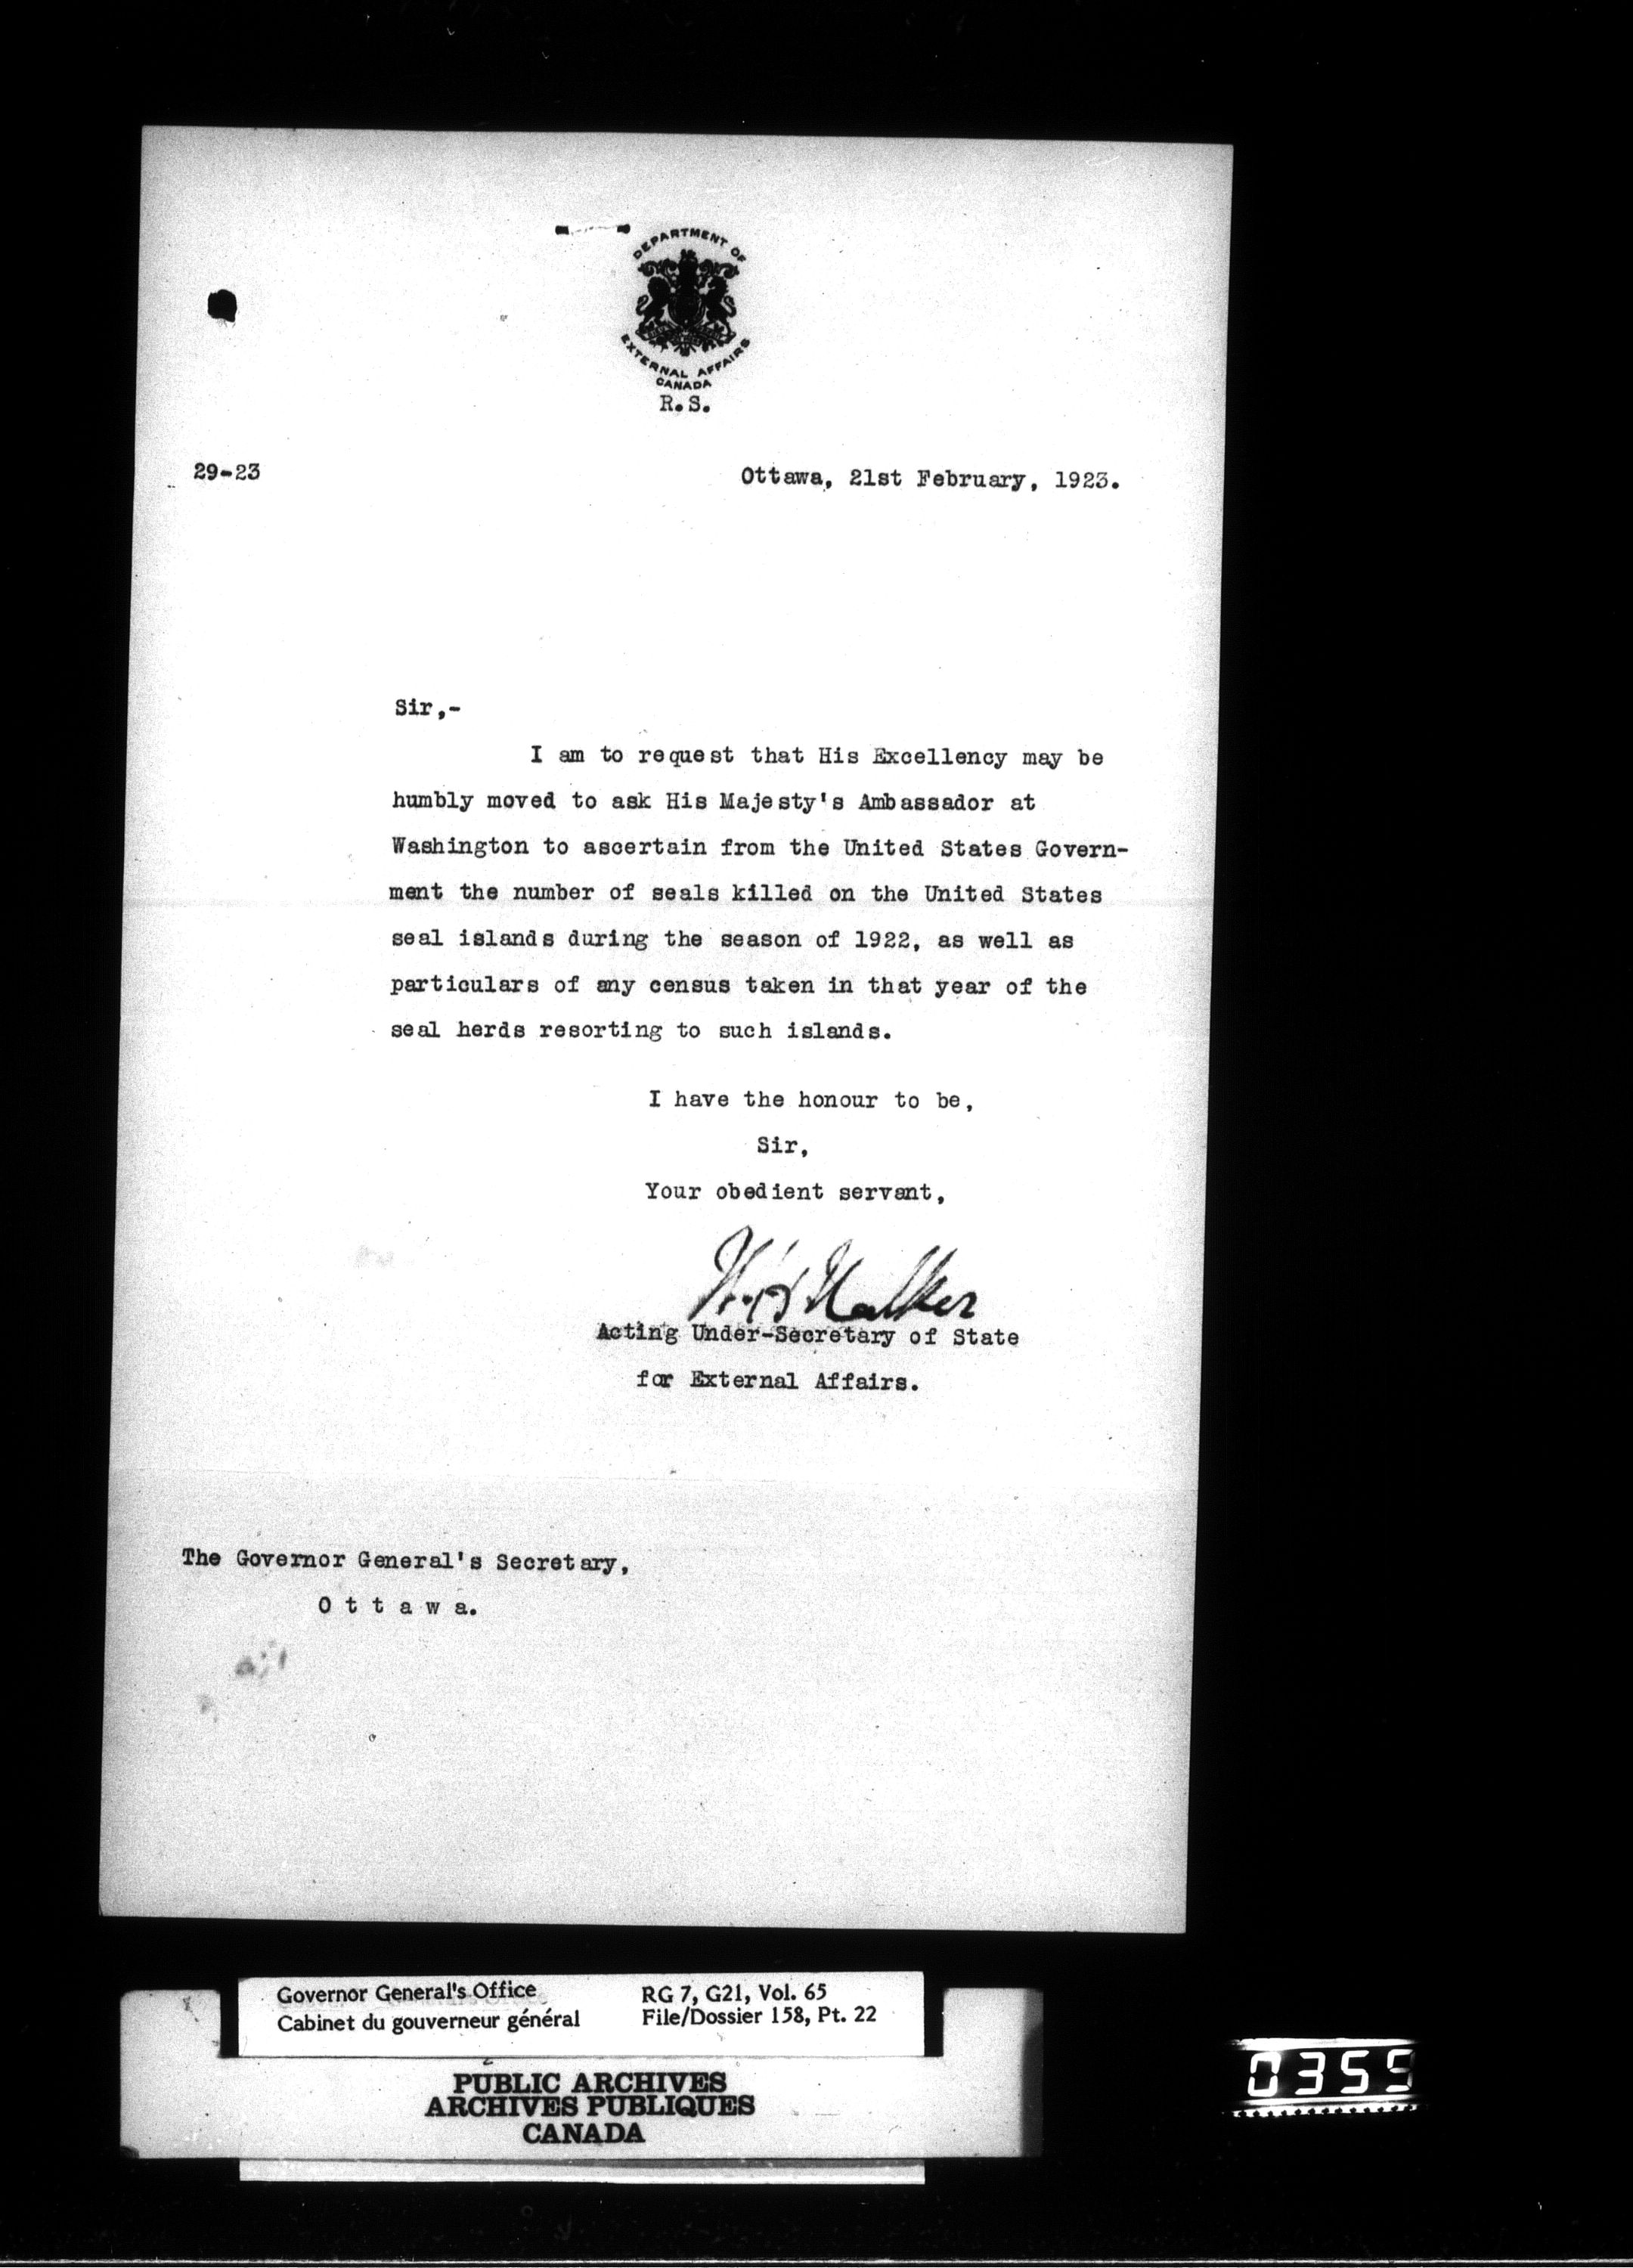 DEPARTMENT OF
EXTERNAL AFFAIRS
CANADA
R.S.
29-23
Ottawa, 21st February, 1923.
Sir,-
I am to request that His Excellency may be
humbly moved to ask His Majesty's Ambassador at
Washington to ascertain from the United States Govern-
ment the number of seals killed on the United States
seal islands during the season of 1922, as well as
particulars of any census taken in that year of the
seal herds resorting to such islands.
I have the honour to be,
Sir,
Your obedient servant,
Walker
Acting Under-Secretary of State
for External Affairs.
The Governor General's Secretary,
Ottawa.
Governor General's Office
Cabinet du gouverneur général
RG 7, G21, Vol. 65
File/Dossier 158, Pt. 22
PUBLIC ARCHIVES
ARCHIVES PUBLIQUES
CANADA
0355